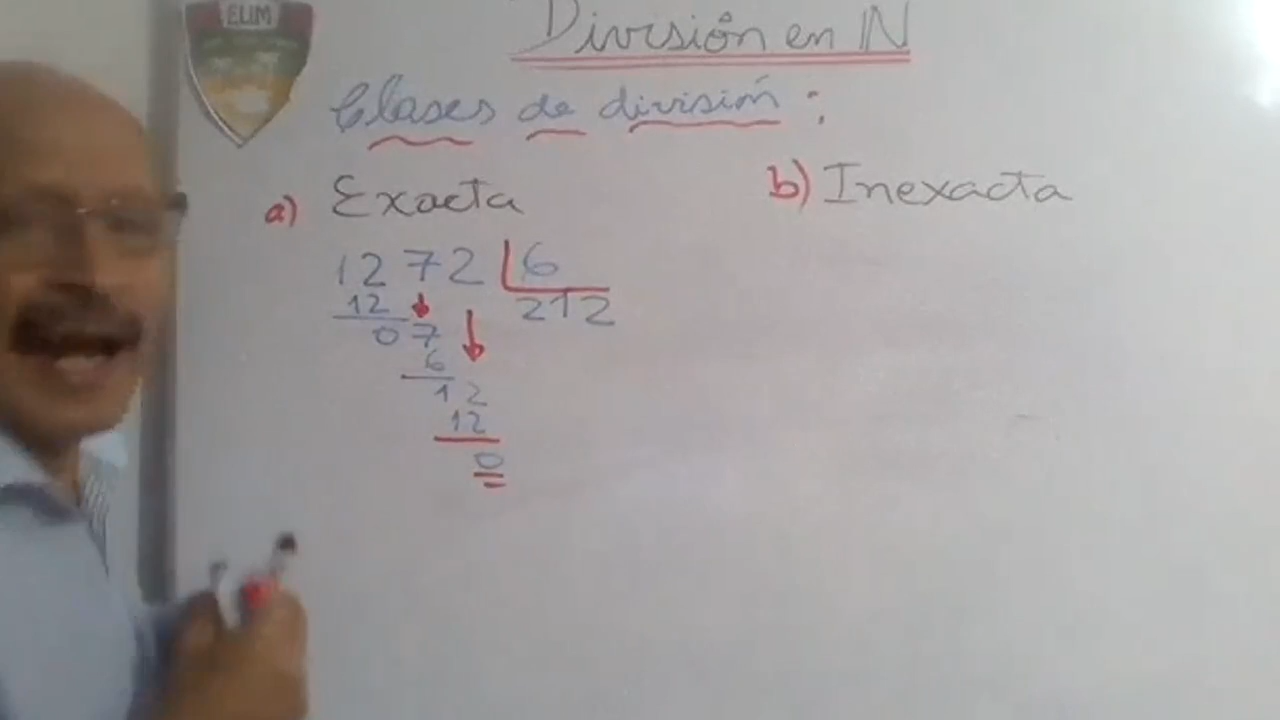 ELIM
División en ℕ
Clases de división :
a) Exacta
b) Inexacta
1272 6
12 212
07
6
12
12
0